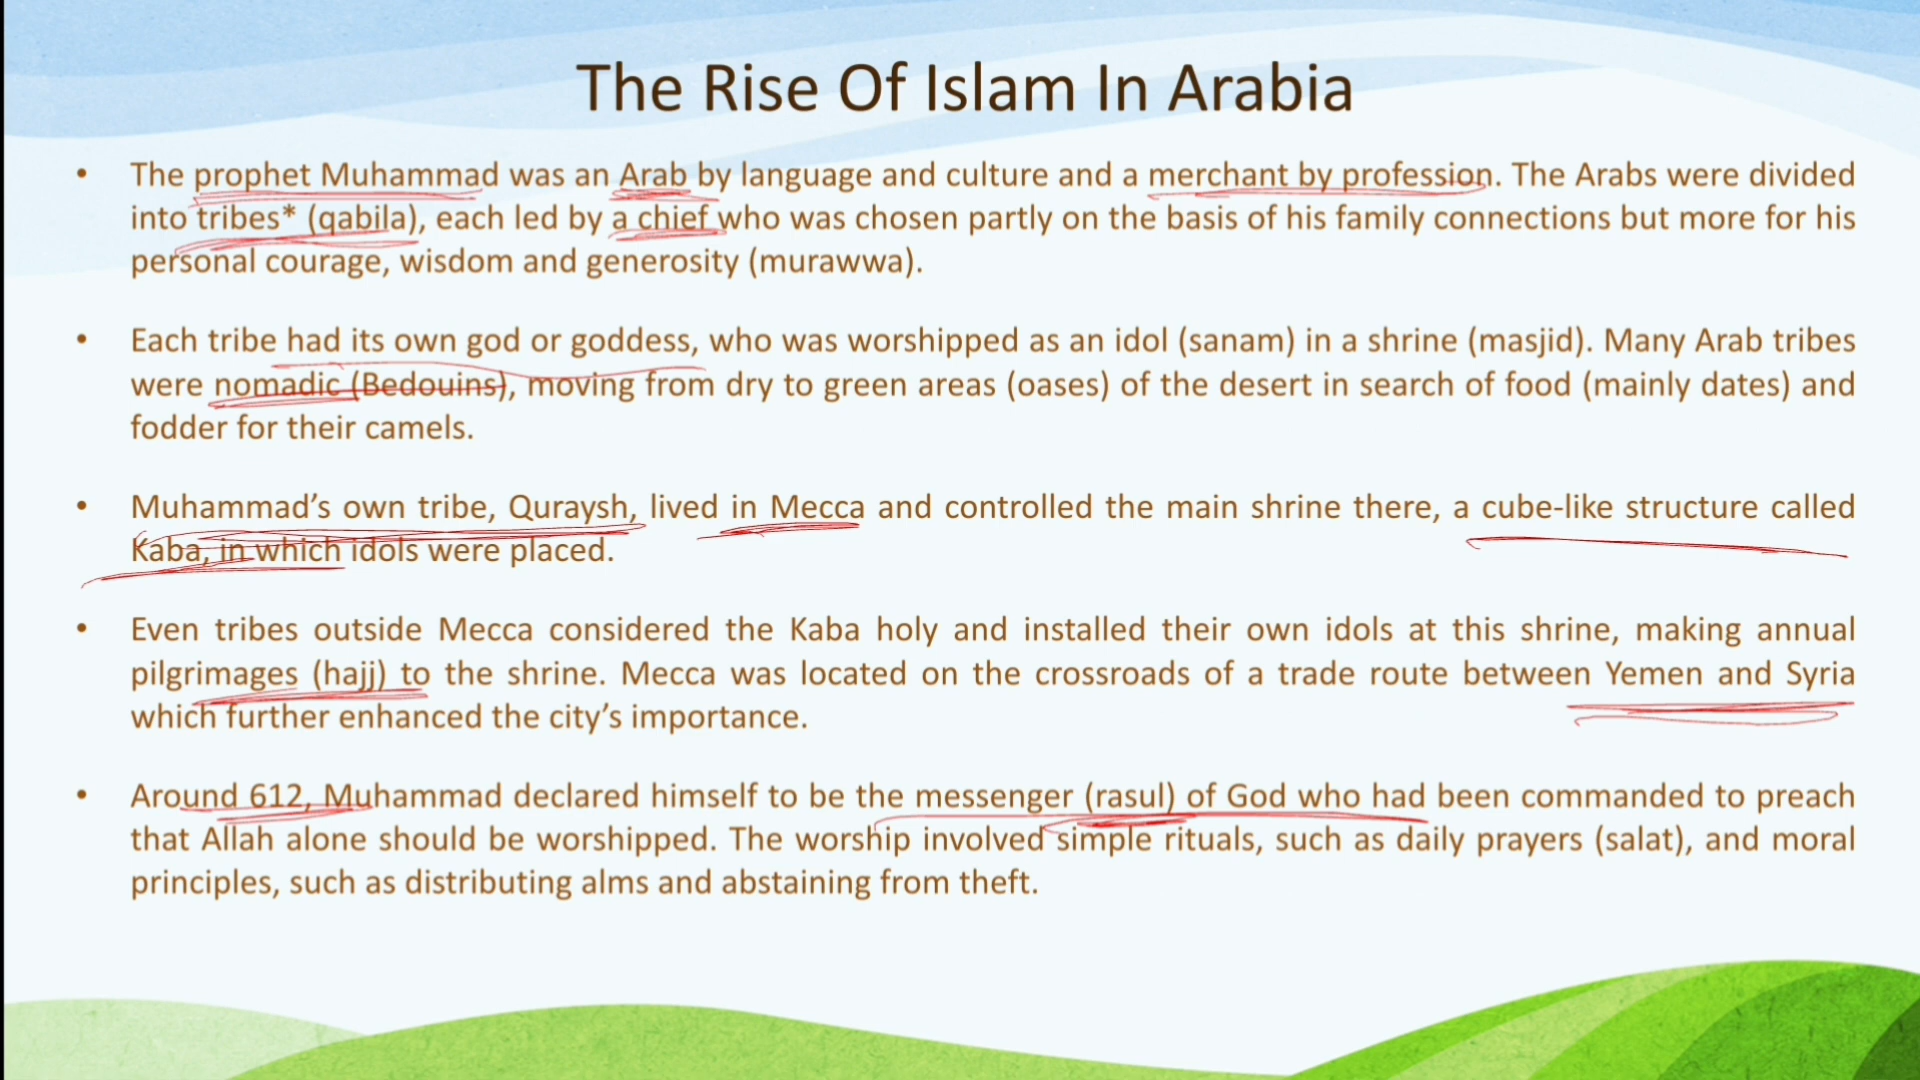 The Rise Of Islam In Arabia
• The prophet Muhammad was an Arab by language and culture and a merchant by profession. The Arabs were divided
into tribes* (qabila), each led by a chief who was chosen partly on the basis of his family connections but more for his
personal courage, wisdom and generosity (murawwa).
• Each tribe had its own god or goddess, who was worshipped as an idol (sanam) in a shrine (masjid). Many Arab tribes
were nomadic (Bedouins), moving from dry to green areas (oases) of the desert in search of food (mainly dates) and
fodder for their camels.
• Muhammad’s own tribe, Quraysh, lived in Mecca and controlled the main shrine there, a cube-like structure called
Kaba, in which idols were placed.
• Even tribes outside Mecca considered the Kaba holy and installed their own idols at this shrine, making annual
pilgrimages (hajj) to the shrine. Mecca was located on the crossroads of a trade route between Yemen and Syria
which further enhanced the city’s importance.
• Around 612, Muhammad declared himself to be the messenger (rasul) of God who had been commanded to preach
that Allah alone should be worshipped. The worship involved simple rituals, such as daily prayers (salat), and moral
principles, such as distributing alms and abstaining from theft.